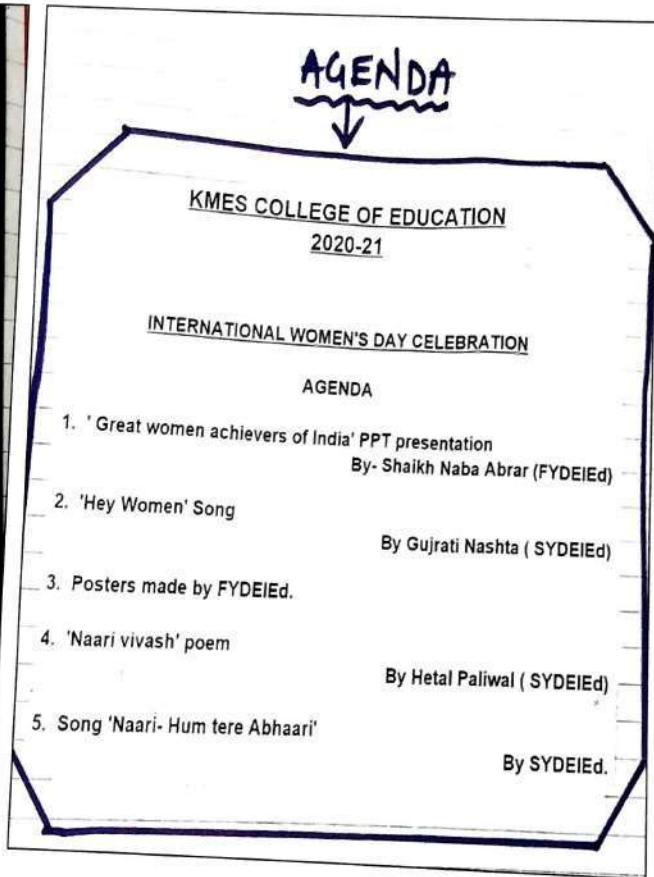 AGENDA
KMES COLLEGE OF EDUCATION
2020-21
INTERNATIONAL WOMEN'S DAY CELEBRATION
AGENDA
1. ' Great women achievers of India' PPT presentation
By- Shaikh Naba Abrar (FYDElEd)
2. 'Hey Women' Song
By Gujrati Nashta ( SYDElEd)
3. Posters made by FYDElEd.
4. 'Naari vivash' poem
By Hetal Paliwal ( SYDElEd)
5. Song 'Naari- Hum tere Abhaari'
By SYDElEd.